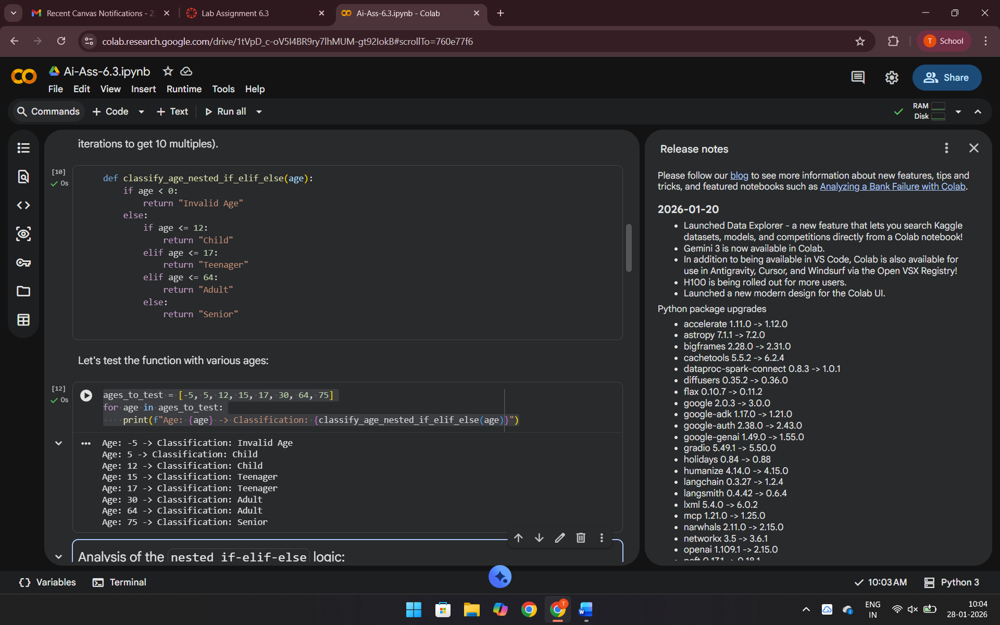 Recent Canvas Notifications - 2
Lab Assignment 6.3
Ai-Ass-6.3.ipynb - Colab
colab.research.google.com/drive/1tVpD_c-oV5I4BR9ry7lhMUM-gt92IokB#scrollTo=760e77f6
T School
Ai-Ass-6.3.ipynb
File Edit View Insert Runtime Tools Help
Share
Commands + Code + Text Run all
RAM
Disk
iterations to get 10 multiples).
[10]
0s
def classify_age_nested_if_elif_else(age):
    if age < 0:
        return "Invalid Age"
    else:
        if age <= 12:
            return "Child"
        elif age <= 17:
            return "Teenager"
        elif age <= 64:
            return "Adult"
        else:
            return "Senior"
Let's test the function with various ages:
[12]
0s
ages_to_test = [-5, 5, 12, 15, 17, 30, 64, 75]
for age in ages_to_test:
    print(f"Age: {age} -> Classification: {classify_age_nested_if_elif_else(age)}")
Age: -5 -> Classification: Invalid Age
Age: 5 -> Classification: Child
Age: 12 -> Classification: Child
Age: 15 -> Classification: Teenager
Age: 17 -> Classification: Teenager
Age: 30 -> Classification: Adult
Age: 64 -> Classification: Adult
Age: 75 -> Classification: Senior
Analysis of the nested if-elif-else logic:
Release notes
Please follow our blog to see more information about new features, tips and
tricks, and featured notebooks such as Analyzing a Bank Failure with Colab.
2026-01-20
• Launched Data Explorer - a new feature that lets you search Kaggle
datasets, models, and competitions directly from a Colab notebook!
• Gemini 3 is now available in Colab.
• In addition to being available in VS Code, Colab is also available for
use in Antigravity, Cursor, and Windsurf via the Open VSX Registry!
• H100 is being rolled out for more users.
• Launched a new modern design for the Colab UI.
Python package upgrades
• accelerate 1.11.0 -> 1.12.0
• astropy 7.1.1 -> 7.2.0
• bigframes 2.28.0 -> 2.31.0
• cachetools 5.5.2 -> 6.2.4
• dataproc-spark-connect 0.8.3 -> 1.0.1
• diffusers 0.35.2 -> 0.36.0
• flax 0.10.7 -> 0.11.2
• google 2.0.3 -> 3.0.0
• google-adk 1.17.0 -> 1.21.0
• google-auth 2.38.0 -> 2.43.0
• google-genai 1.49.0 -> 1.55.0
• gradio 5.49.1 -> 5.50.0
• holidays 0.84 -> 0.88
• humanize 4.14.0 -> 4.15.0
• langchain 0.3.27 -> 1.2.4
• langsmith 0.4.42 -> 0.6.4
• lxml 5.4.0 -> 6.0.2
• mcp 1.21.0 -> 1.25.0
• narwhals 2.11.0 -> 2.15.0
• networkx 3.5 -> 3.6.1
• openai 1.109.1 -> 2.15.0
Variables Terminal
10:03 AM Python 3
ENG
IN
10:04
28-01-2026